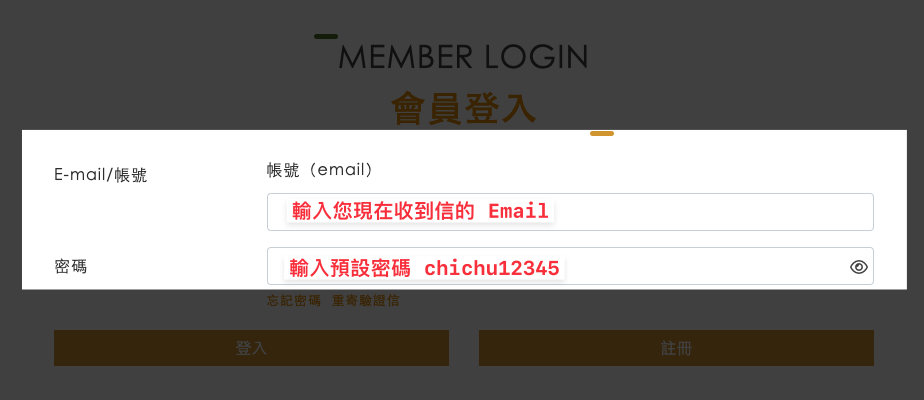 MEMBER LOGIN
會員登入
E-mail/帳號
帳號（email）
輸入您現在收到信的 Email
密碼
輸入預設密碼 chichu12345
忘記密碼 重寄驗證信
登入
註冊